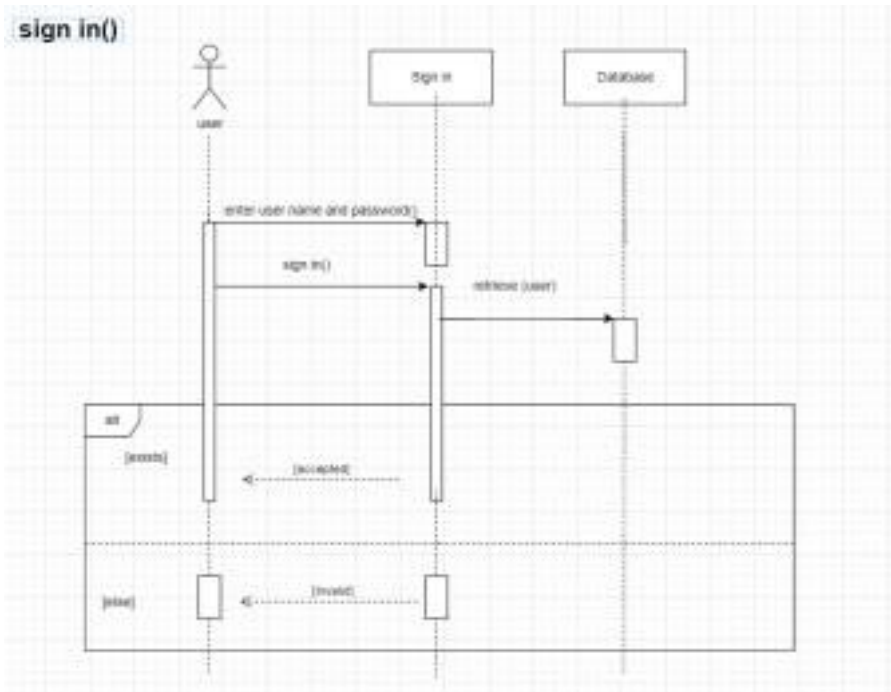 sign in()
Sign in
Database
user
enter user name and password()
sign in()
retrieve (user)
alt
[exists]
[accepted]
[else]
[invalid]